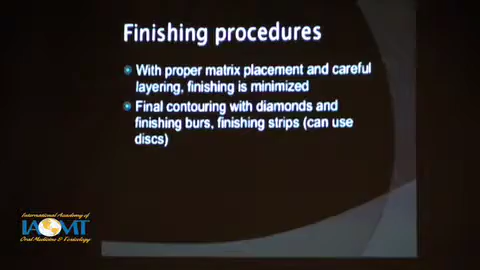 Finishing procedures
With proper matrix placement and careful
layering, finishing is minimized
Final contouring with diamonds and
finishing burs, finishing strips (can use
discs)
International Academy of
IAOMT
Oral Medicine & Toxicology